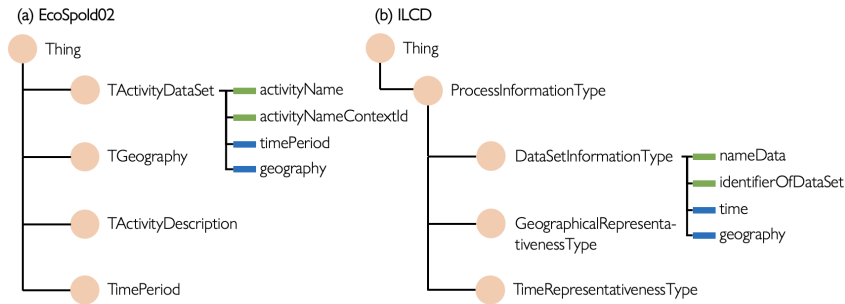 (a) EcoSpold02
Thing
TActivityDataSet
activityName
activityNameContextId
timePeriod
geography
TGeography
TActivityDescription
TimePeriod
(b) ILCD
Thing
ProcessInformationType
DataSetInformationType
nameData
identifierOfDataSet
time
geography
GeographicalRepresenta-
tivenessType
TimeRepresentativenessType